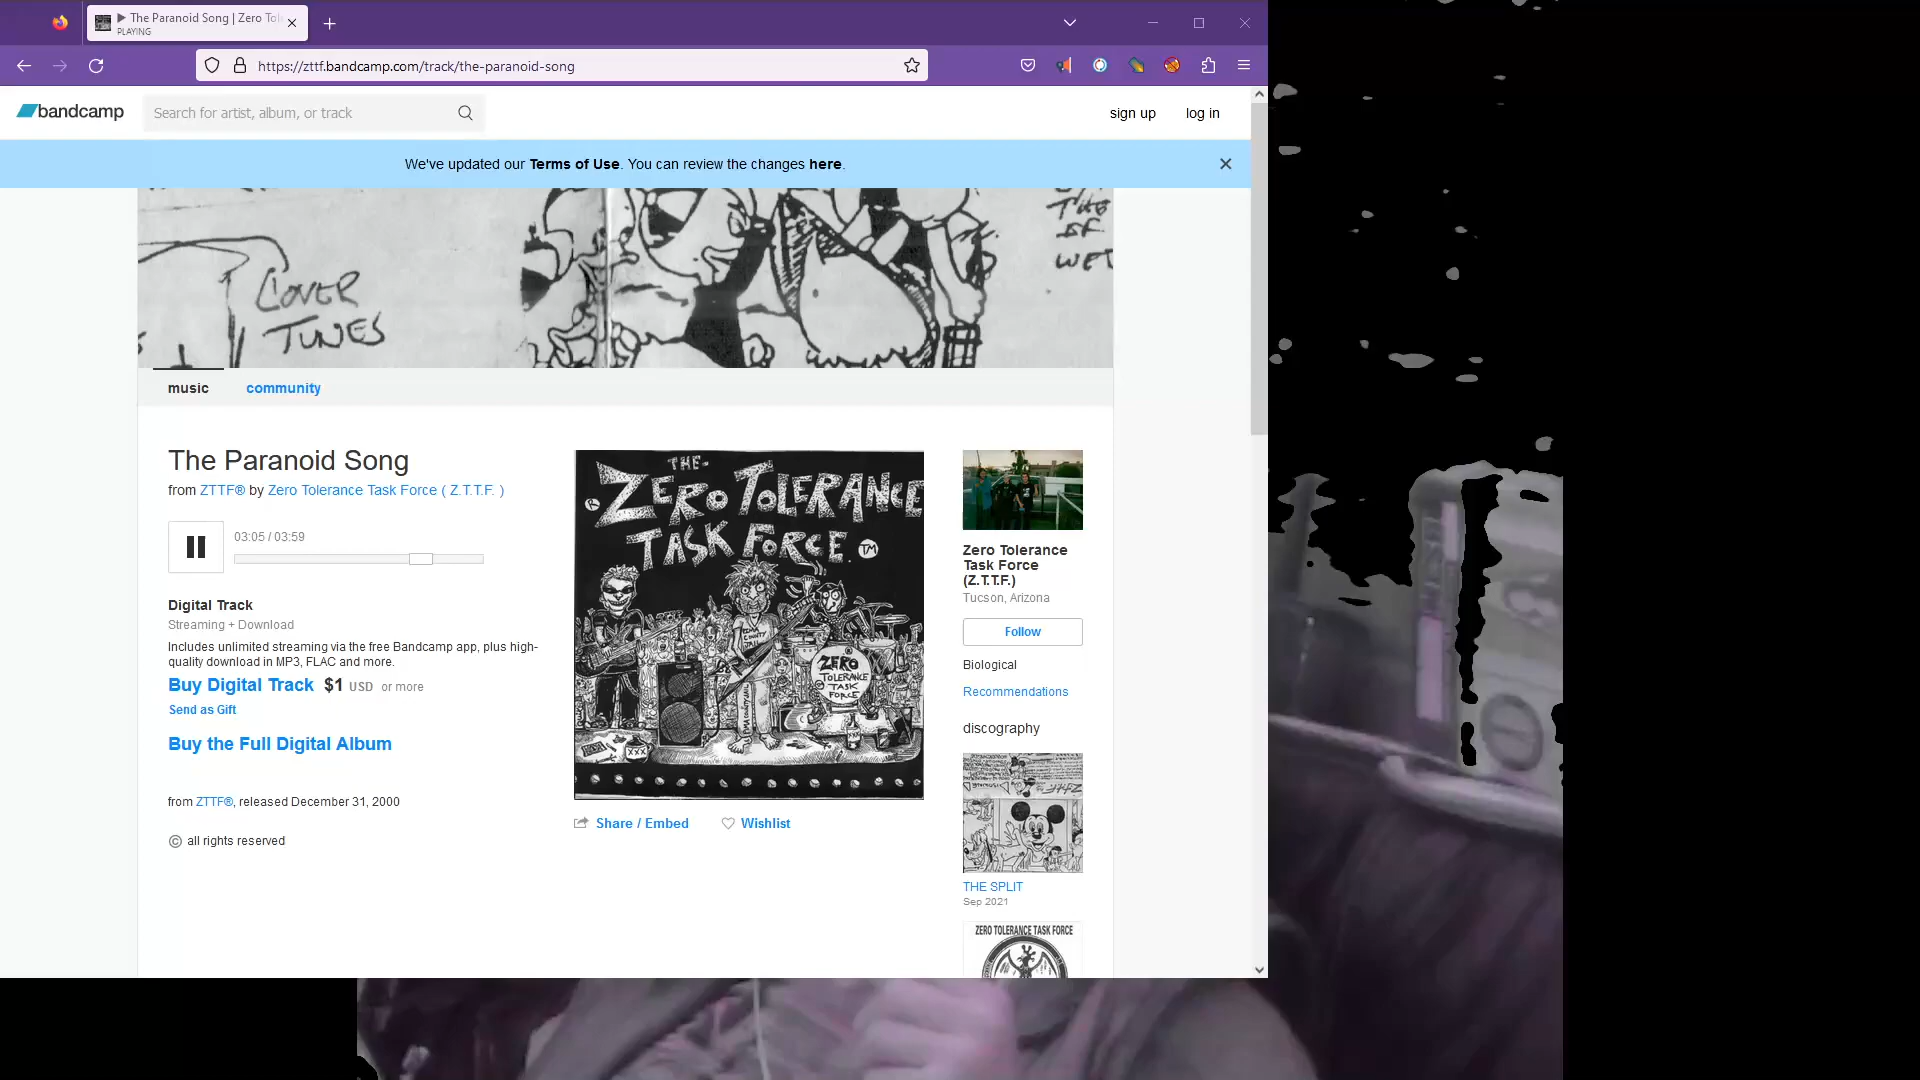 The Paranoid Song | Zero Tol
PLAYING
https://zttf.bandcamp.com/track/the-paranoid-song
bandcamp
Search for artist, album, or track
sign up
log in
We've updated our Terms of Use. You can review the changes here.
COVER
TUNES
music
community
The Paranoid Song
from ZTTF® by Zero Tolerance Task Force ( Z.T.T.F. )
03:05 / 03:59
Digital Track
Streaming + Download
Includes unlimited streaming via the free Bandcamp app, plus high-
quality download in MP3, FLAC and more.
Buy Digital Track $1 USD or more
Send as Gift
Buy the Full Digital Album
from ZTTF®, released December 31, 2000
© all rights reserved
THE-
ZERO TOLERANCE
TASK FORCE.
TM
PIMA
COUNTY
JAIL
ZERO
TOLERANCE
TASK
FORCE
XXX
Share / Embed
Wishlist
Zero Tolerance
Task Force
(Z.T.T.F.)
Tucson, Arizona
Follow
Biological
Recommendations
discography
THE SPLIT
Sep 2021
ZERO TOLERANCE TASK FORCE